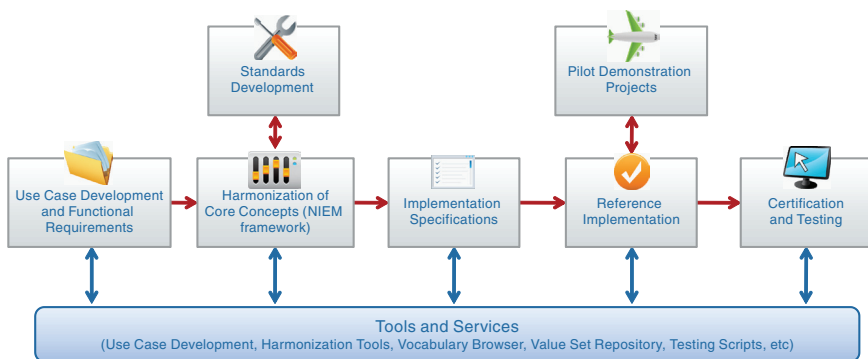 Standards
Development
Pilot Demonstration
Projects
Use Case Development
and Functional
Requirements
Harmonization of
Core Concepts (NIEM
framework)
Implementation
Specifications
Reference
Implementation
Certification
and Testing
Tools and Services
(Use Case Development, Harmonization Tools, Vocabulary Browser, Value Set Repository, Testing Scripts, etc)